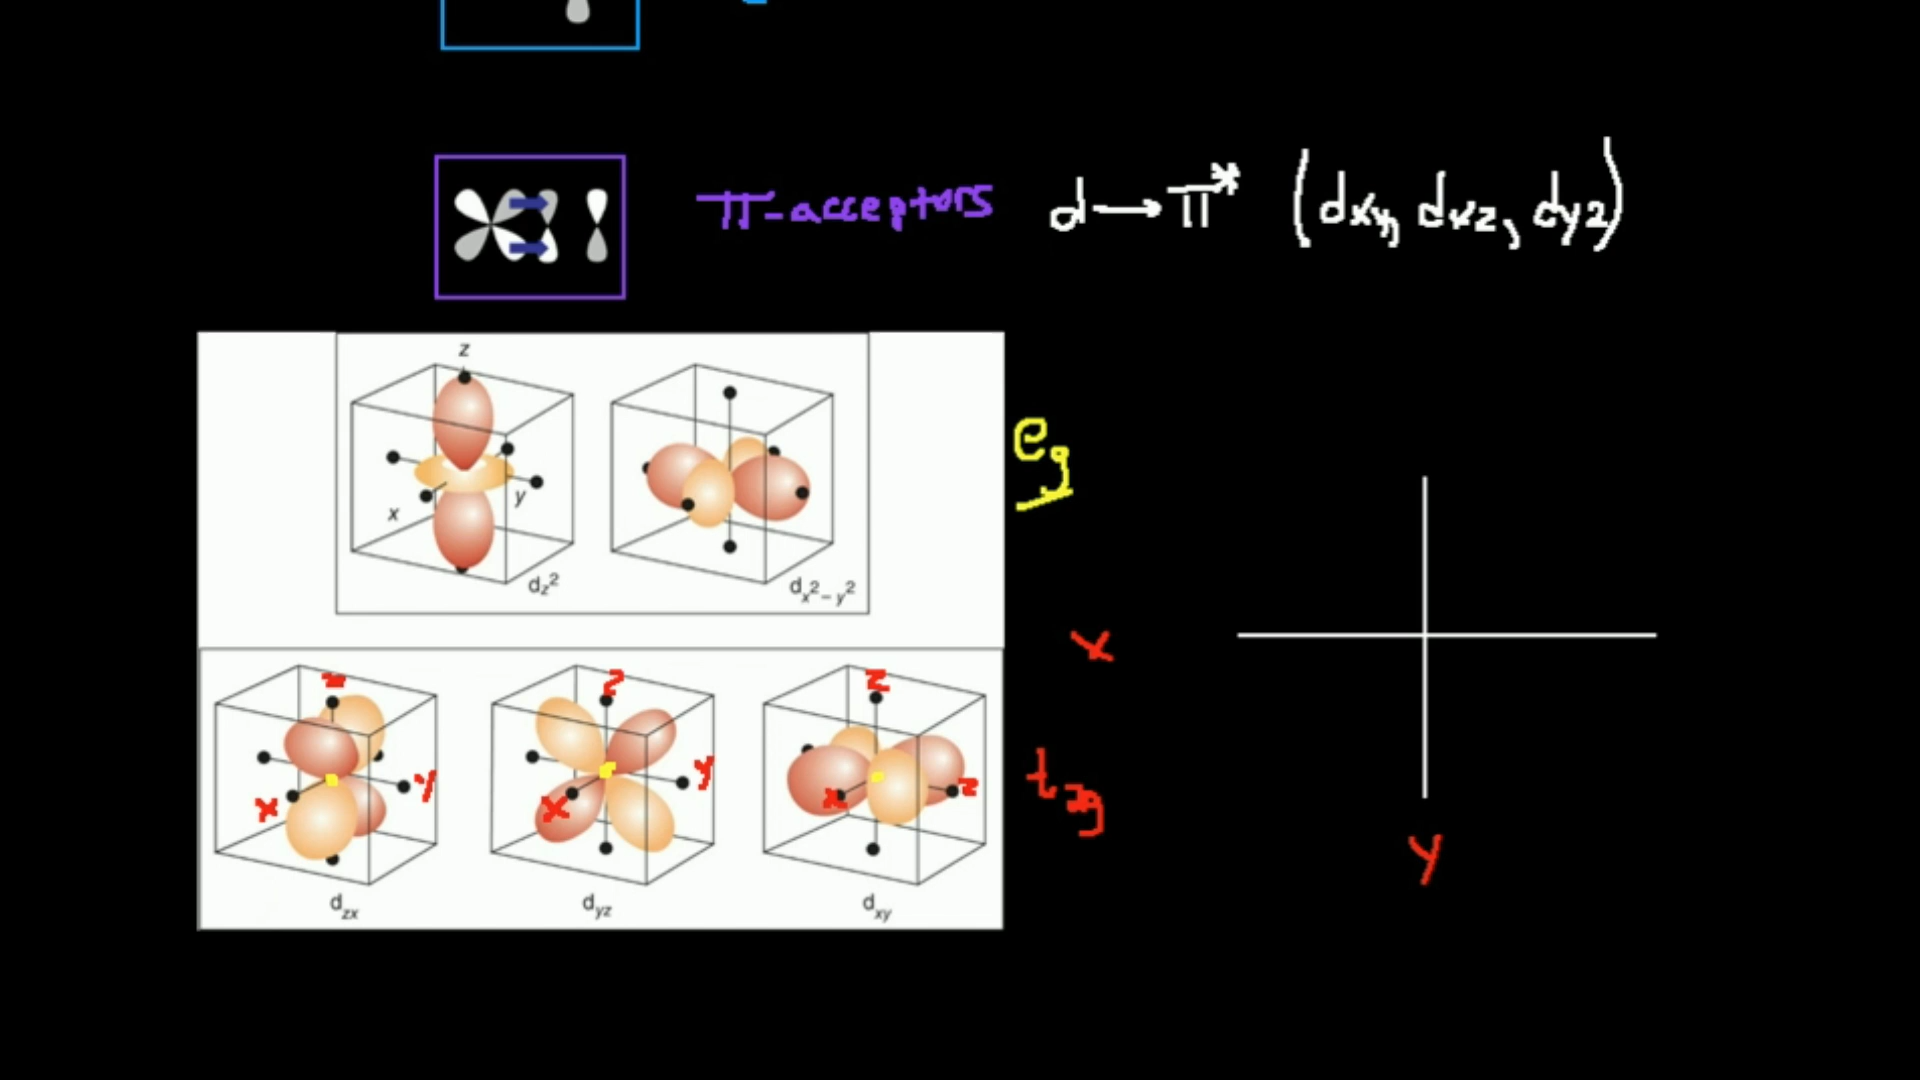 π-acceptors d→π* (dxy, dxz, dyz)
z
x
y
dz²
dx²–y²
eg
x
z
y
x
z
y
x
z
x
z
t2g
dzx
dyz
dxy
y